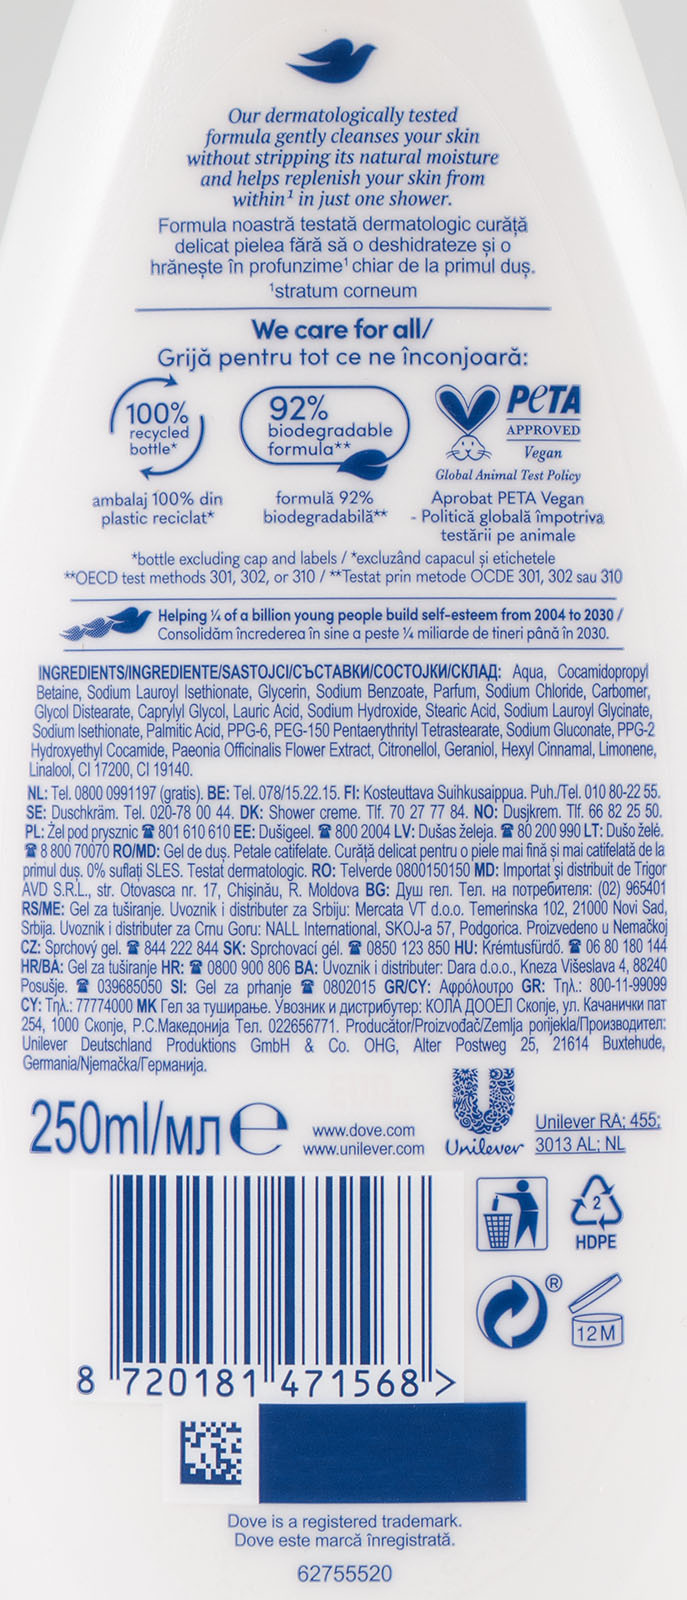 Our dermatologically tested
formula gently cleanses your skin
without stripping its natural moisture
and helps replenish your skin from
within¹ in just one shower.
Formula noastră testată dermatologic curăță
delicat pielea fără să o deshidrateze și o
hrănește în profunzime¹ chiar de la primul duș.
¹stratum corneum
We care for all/
Grijă pentru tot ce ne înconjoară:
100%
recycled
bottle*
92%
biodegradable
formula**
PETA
APPROVED
Vegan
Global Animal Test Policy
ambalaj 100% din
plastic reciclat*
formulă 92%
biodegradabilă**
Aprobat PETA Vegan
- Politică globală împotriva
testării pe animale
*bottle excluding cap and labels / *excluzând capacul și etichetele
**OECD test methods 301, 302, or 310 / **Testat prin metode OCDE 301, 302 sau 310
Helping ¼ of a billion young people build self-esteem from 2004 to 2030 /
Consolidăm încrederea în sine a peste ¼ miliarde de tineri până în 2030.
INGREDIENTS/INGREDIENTE/SASTOJCI/СЪСТАВКИ/СОСТОЈКИ/СКЛАД: Aqua, Cocamidopropyl
Betaine, Sodium Lauroyl Isethionate, Glycerin, Sodium Benzoate, Parfum, Sodium Chloride, Carbomer,
Glycol Distearate, Caprylyl Glycol, Lauric Acid, Sodium Hydroxide, Stearic Acid, Sodium Lauroyl Glycinate,
Sodium Isethionate, Palmitic Acid, PPG-6, PEG-150 Pentaerythrityl Tetrastearate, Sodium Gluconate, PPG-2
Hydroxyethyl Cocamide, Paeonia Officinalis Flower Extract, Citronellol, Geraniol, Hexyl Cinnamal, Limonene,
Linalool, CI 17200, CI 19140.
NL: Tel. 0800 0991197 (gratis). BE: Tel. 078/15.22.15. FI: Kosteuttava Suihkusaippua. Puh./Tel. 010 80-22 55.
SE: Duschkräm. Tel. 020-78 00 44. DK: Shower creme. Tlf. 70 27 77 84. NO: Dusjkrem. Tlf. 66 82 25 50.
PL: Żel pod prysznic ☎ 801 610 610 EE: Dušigeel. ☎ 800 2004 LV: Dušas želeja. ☎ 80 200 990 LT: Dušo želė.
☎ 8 800 70070 RO/MD: Gel de duș. Petale catifelate. Curăță delicat pentru o piele mai fină și mai catifelată de la
primul duș. 0% sulfați SLES. Testat dermatologic. RO: Telverde 0800150150 MD: Importat și distribuit de Trigor
AVD S.R.L., str. Otovasca nr. 17, Chișinău, R. Moldova BG: Душ гел. Тел. на потребителя: (02) 965401
RS/ME: Gel za tuširanje. Uvoznik i distributer za Srbiju: Mercata VT d.o.o. Temerinska 102, 21000 Novi Sad,
Srbija. Uvoznik i distributer za Crnu Goru: NALL International, SKOJ-a 57, Podgorica. Proizvedeno u Nemačkoj
CZ: Sprchový gel. ☎ 844 222 844 SK: Sprchovací gél. ☎ 0850 123 850 HU: Krémtusfürdő. ☎ 06 80 180 144
HR/BA: Gel za tuširanje HR: ☎ 0800 900 806 BA: Uvoznik i distributer: Dara d.o.o., Kneza Višeslava 4, 88240
Posušje. ☎ 039685050 SI: Gel za prhanje ☎ 0802015 GR/CY: Αφρόλουτρο GR: Τηλ.: 800-11-99099
CY: Τηλ.: 77774000 MK Гел за туширање. Увозник и дистрибутер: КОЛА ДООЕЛ Скопје, ул. Качанички пат
254, 1000 Скопје, Р.С.Македонија Тел. 022656771. Producător/Proizvođač/Zemlja porijekla/Производител:
Unilever Deutschland Produktions GmbH & Co. OHG, Alter Postweg 25, 21614 Buxtehude,
Germania/Njemačka/Германија.
250ml/мл e
www.dove.com
www.unilever.com
Unilever
Unilever RA; 455;
3013 AL; NL
2
HDPE
®
12M
8 720181 471568 >
Dove is a registered trademark.
Dove este marcă înregistrată.
62755520